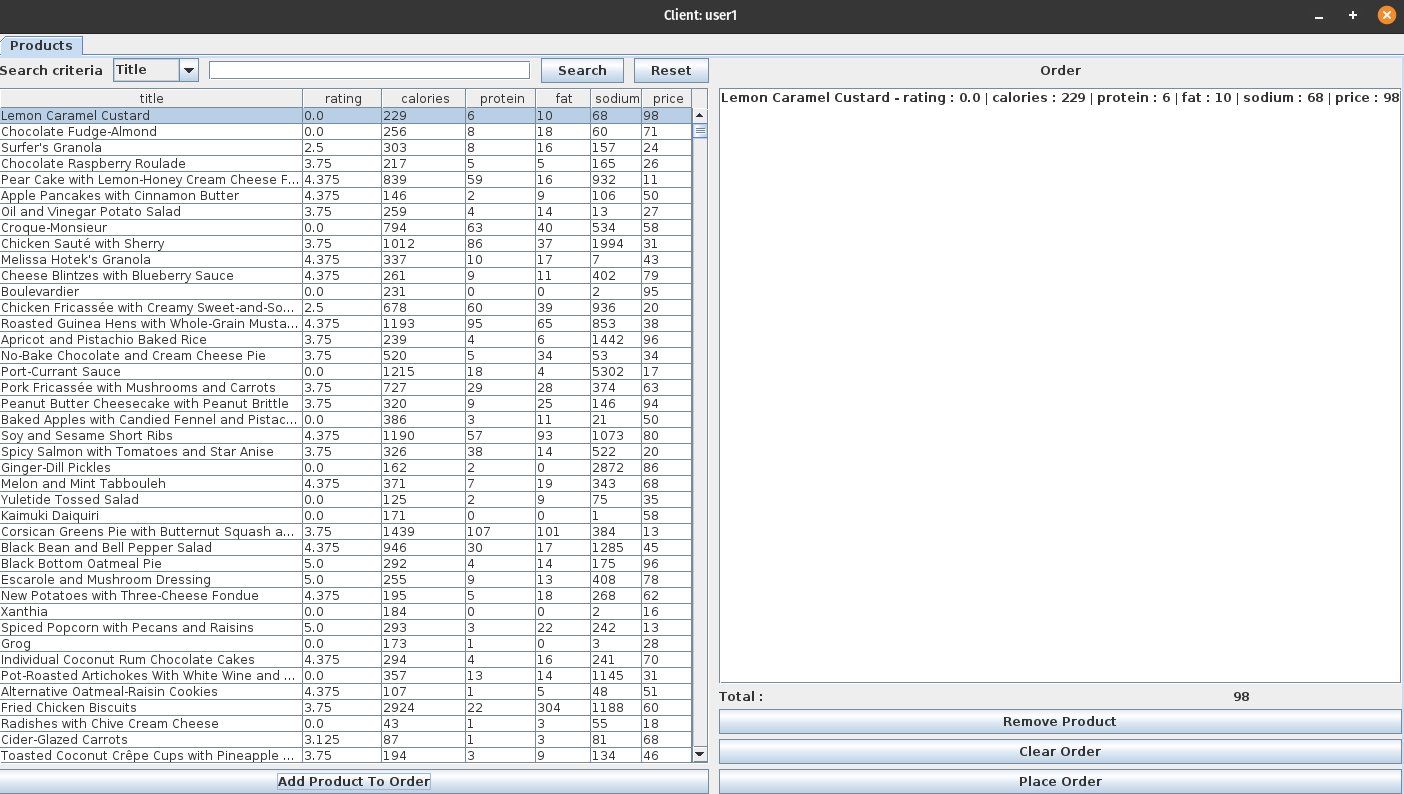 Client: user1
Products
Search criteria Title Search Reset Order
title rating calories protein fat sodium price
Lemon Caramel Custard - rating : 0.0 | calories : 229 | protein : 6 | fat : 10 | sodium : 68 | price : 98
Lemon Caramel Custard 0.0 229 6 10 68 98
Chocolate Fudge-Almond 0.0 256 8 18 60 71
Surfer's Granola 2.5 303 8 16 157 24
Chocolate Raspberry Roulade 3.75 217 5 5 165 26
Pear Cake with Lemon-Honey Cream Cheese F... 4.375 839 59 16 932 11
Apple Pancakes with Cinnamon Butter 4.375 146 2 9 106 50
Oil and Vinegar Potato Salad 3.75 259 4 14 13 27
Croque-Monsieur 0.0 794 63 40 534 58
Chicken Sauté with Sherry 3.75 1012 86 37 1994 31
Melissa Hotek's Granola 4.375 337 10 17 7 43
Cheese Blintzes with Blueberry Sauce 4.375 261 9 11 402 79
Boulevardier 0.0 231 0 0 2 95
Chicken Fricassée with Creamy Sweet-and-So... 2.5 678 60 39 936 20
Roasted Guinea Hens with Whole-Grain Musta... 4.375 1193 95 65 853 38
Apricot and Pistachio Baked Rice 3.75 239 4 6 1442 96
No-Bake Chocolate and Cream Cheese Pie 3.75 520 5 34 53 34
Port-Currant Sauce 0.0 1215 18 4 5302 17
Pork Fricassée with Mushrooms and Carrots 3.75 727 29 28 374 63
Peanut Butter Cheesecake with Peanut Brittle 3.75 320 9 25 146 94
Baked Apples with Candied Fennel and Pistac... 0.0 386 3 11 21 50
Soy and Sesame Short Ribs 4.375 1190 57 93 1073 80
Spicy Salmon with Tomatoes and Star Anise 3.75 326 38 14 522 20
Ginger-Dill Pickles 0.0 162 2 0 2872 86
Melon and Mint Tabbouleh 4.375 371 7 19 343 68
Yuletide Tossed Salad 0.0 125 2 9 75 35
Kaimuki Daiquiri 0.0 171 0 0 1 58
Corsican Greens Pie with Butternut Squash a... 3.75 1439 107 101 384 13
Black Bean and Bell Pepper Salad 4.375 946 30 17 1285 45
Black Bottom Oatmeal Pie 5.0 292 4 14 175 96
Escarole and Mushroom Dressing 5.0 255 9 13 408 78
New Potatoes with Three-Cheese Fondue 4.375 195 5 18 268 62
Xanthia 0.0 184 0 0 2 16
Spiced Popcorn with Pecans and Raisins 5.0 293 3 22 242 13
Grog 0.0 173 1 0 3 28
Individual Coconut Rum Chocolate Cakes 4.375 294 4 16 241 70
Pot-Roasted Artichokes With White Wine and ... 0.0 357 13 14 1145 31
Alternative Oatmeal-Raisin Cookies 4.375 107 1 5 48 51
Fried Chicken Biscuits 3.75 2924 22 304 1188 60
Radishes with Chive Cream Cheese 0.0 43 1 3 55 18
Cider-Glazed Carrots 3.125 87 1 3 81 68
Toasted Coconut Crêpe Cups with Pineapple ... 3.75 194 3 9 134 46
Total : 98
Remove Product
Clear Order
Add Product To Order
Place Order